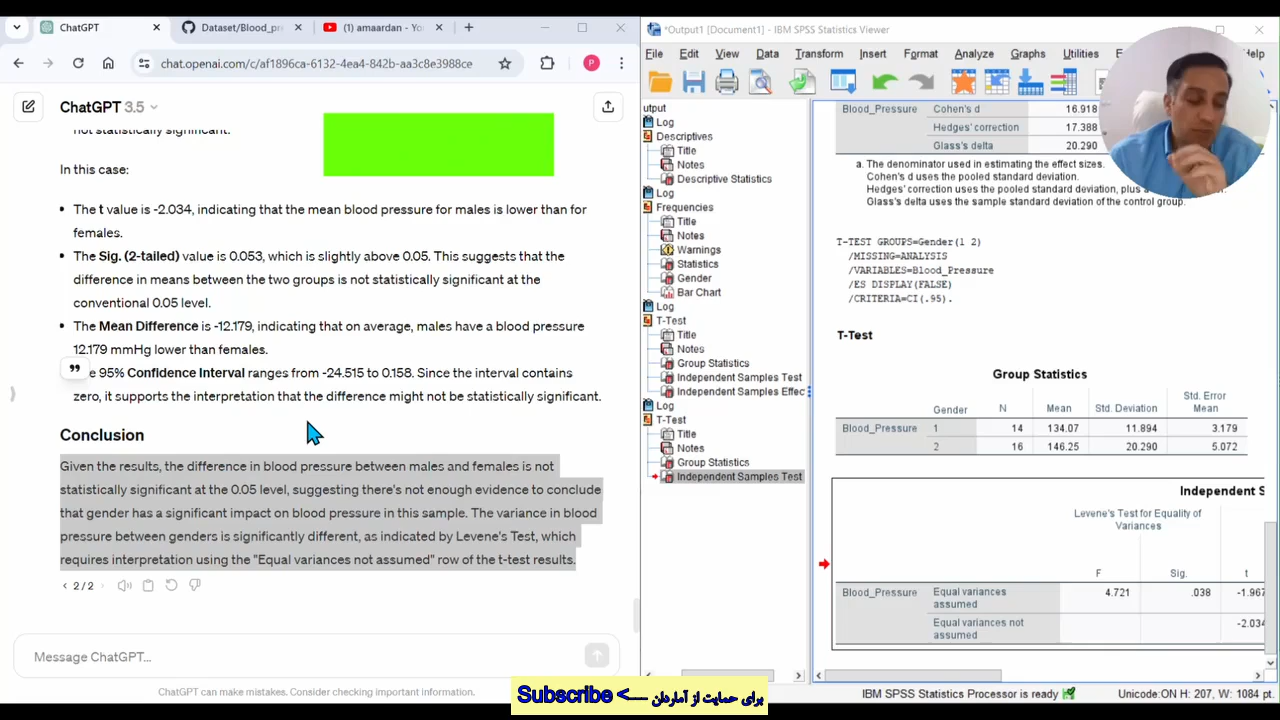 ChatGPT
Dataset/Blood_pr
(1) amaardan - Yo
chat.openai.com/c/af1896ca-6132-4ea4-842b-aa3c8e3988ce
P
ChatGPT 3.5
not statistically significant.
In this case:
• The t value is -2.034, indicating that the mean blood pressure for males is lower than for
females.
• The Sig. (2-tailed) value is 0.053, which is slightly above 0.05. This suggests that the
difference in means between the two groups is not statistically significant at the
conventional 0.05 level.
• The Mean Difference is -12.179, indicating that on average, males have a blood pressure
12.179 mmHg lower than females.
e 95% Confidence Interval ranges from -24.515 to 0.158. Since the interval contains
zero, it supports the interpretation that the difference might not be statistically significant.
Conclusion
Given the results, the difference in blood pressure between males and females is not
statistically significant at the 0.05 level, suggesting there's not enough evidence to conclude
that gender has a significant impact on blood pressure in this sample. The variance in blood
pressure between genders is significantly different, as indicated by Levene's Test, which
requires interpretation using the "Equal variances not assumed" row of the t-test results.
2/2
Message ChatGPT...
ChatGPT can make mistakes. Consider checking important information.
*Output1 [Document1] - IBM SPSS Statistics Viewer
File Edit View Data Transform Insert Format Analyze Graphs Utilities
Help
utput
Log
Descriptives
Title
Notes
Descriptive Statistics
Log
Frequencies
Title
Notes
Warnings
Statistics
Gender
Bar Chart
Log
T-Test
Title
Notes
Group Statistics
Independent Samples Test
Independent Samples Effec
Log
T-Test
Title
Notes
Group Statistics
Independent Samples Test
Blood_Pressure Cohen's d 16.918
Hedges' correction 17.388
Glass's delta 20.290
a. The denominator used in estimating the effect sizes.
Cohen's d uses the pooled standard deviation.
Hedges' correction uses the pooled standard deviation, plus a
Glass's delta uses the sample standard deviation of the control group.
T-TEST GROUPS=Gender(1 2)
/MISSING=ANALYSIS
/VARIABLES=Blood_Pressure
/ES DISPLAY(FALSE)
/CRITERIA=CI(.95).
T-Test
Group Statistics
Gender N Mean Std. Deviation Std. Error
Mean
Blood_Pressure 1 14 134.07 11.894 3.179
2 16 146.25 20.290 5.072
Independent S
Levene's Test for Equality of
Variances
F Sig. t
Blood_Pressure Equal variances
assumed 4.721 .038 -1.967
Equal variances not
assumed -2.034
IBM SPSS Statistics Processor is ready
Unicode:ON H: 207, W: 1084 pt.
برای حمایت از آماردن ---> Subscribe